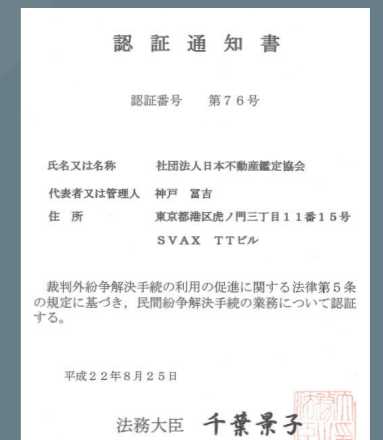 認証通知書
認証番号 第76号
氏名又は名称 社団法人日本不動産鑑定協会
代表者又は管理人 神戸 冨吉
住 所 東京都港区虎ノ門三丁目11番15号
SVAX TTビル
裁判外紛争解決手続の利用の促進に関する法律第5条
の規定に基づき，民間紛争解決手続の業務について認証
する。
平成22年8月25日
法務大臣 千葉景子